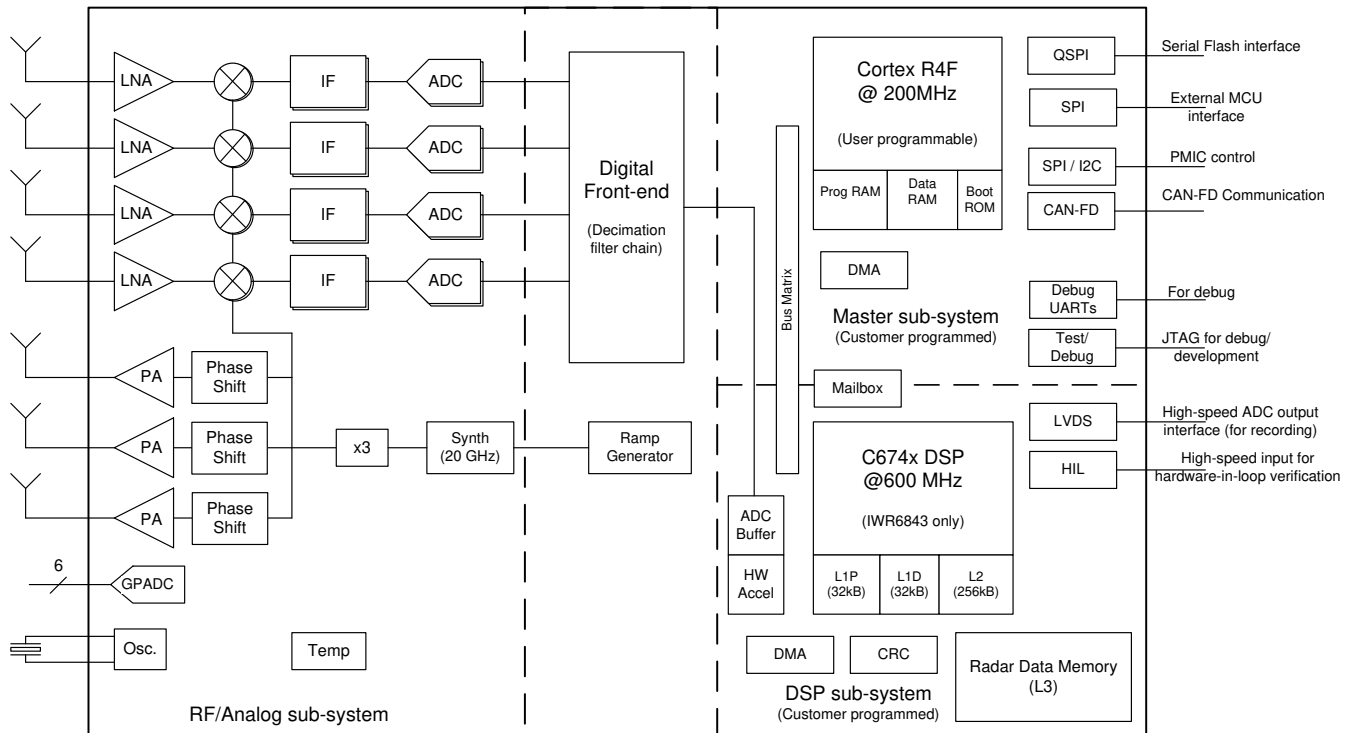 LNA
IF
ADC
LNA
IF
ADC
LNA
IF
ADC
LNA
IF
ADC
Digital
Front-end
(Decimation
filter chain)
PA
Phase
Shift
PA
Phase
Shift
PA
Phase
Shift
x3
Synth
(20 GHz)
Ramp
Generator
6
GPADC
Osc.
Temp
RF/Analog sub-system
Bus Matrix
Cortex R4F
@ 200MHz
(User programmable)
Prog RAM
Data
RAM
Boot
ROM
DMA
Master sub-system
(Customer programmed)
Mailbox
QSPI
Serial Flash interface
SPI
External MCU
interface
SPI / I2C
PMIC control
CAN-FD
CAN-FD Communication
Debug
UARTs
For debug
Test/
Debug
JTAG for debug/
development
LVDS
High-speed ADC output
interface (for recording)
HIL
High-speed input for
hardware-in-loop verification
C674x DSP
@600 MHz
(IWR6843 only)
L1P
(32kB)
L1D
(32kB)
L2
(256kB)
ADC
Buffer
HW
Accel
DMA
CRC
Radar Data Memory
(L3)
DSP sub-system
(Customer programmed)